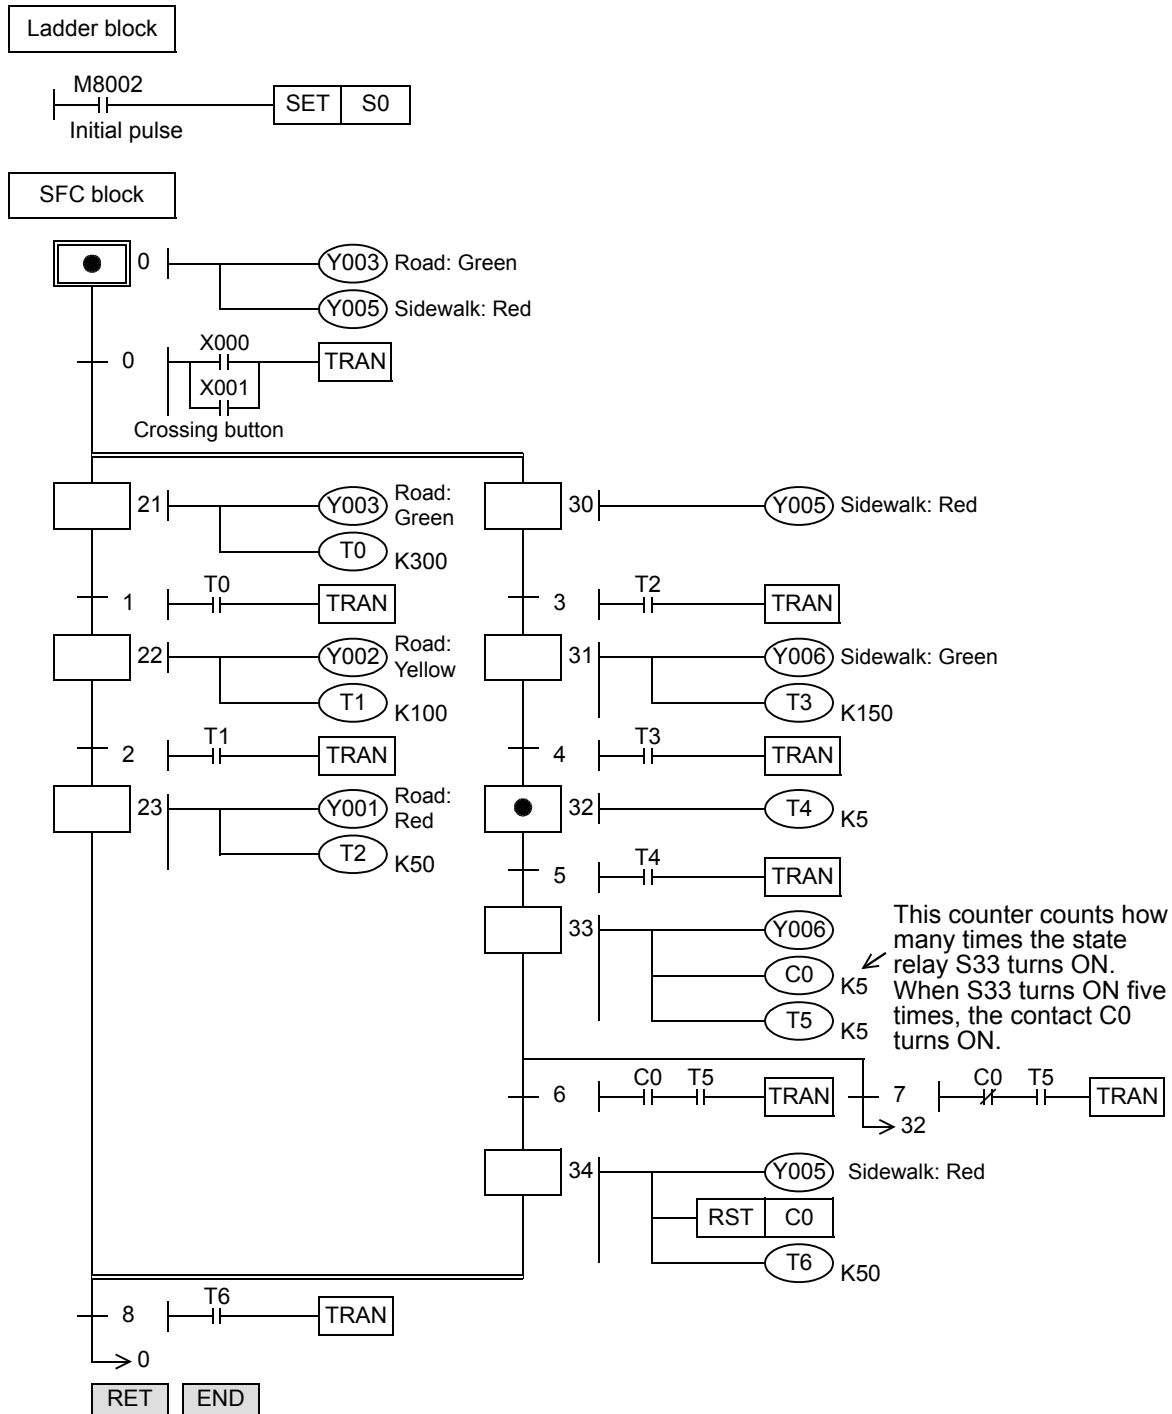 Ladder block
M8002
SET S0
Initial pulse
SFC block
0 Y003 Road: Green
Y005 Sidewalk: Red
0 X000 TRAN
X001
Crossing button
21 Y003 Road:
Green
T0 K300
30 Y005 Sidewalk: Red
1 T0 TRAN
3 T2 TRAN
22 Y002 Road:
Yellow
T1 K100
31 Y006 Sidewalk: Green
T3 K150
2 T1 TRAN
4 T3 TRAN
23 Y001 Road:
Red
T2 K50
32 T4 K5
5 T4 TRAN
33 Y006
C0 K5
T5 K5
This counter counts how
many times the state
relay S33 turns ON.
When S33 turns ON five
times, the contact C0
turns ON.
6 C0 T5 TRAN
7 C0 T5 TRAN
32
34 Y005 Sidewalk: Red
RST C0
T6 K50
8 T6 TRAN
0
RET END